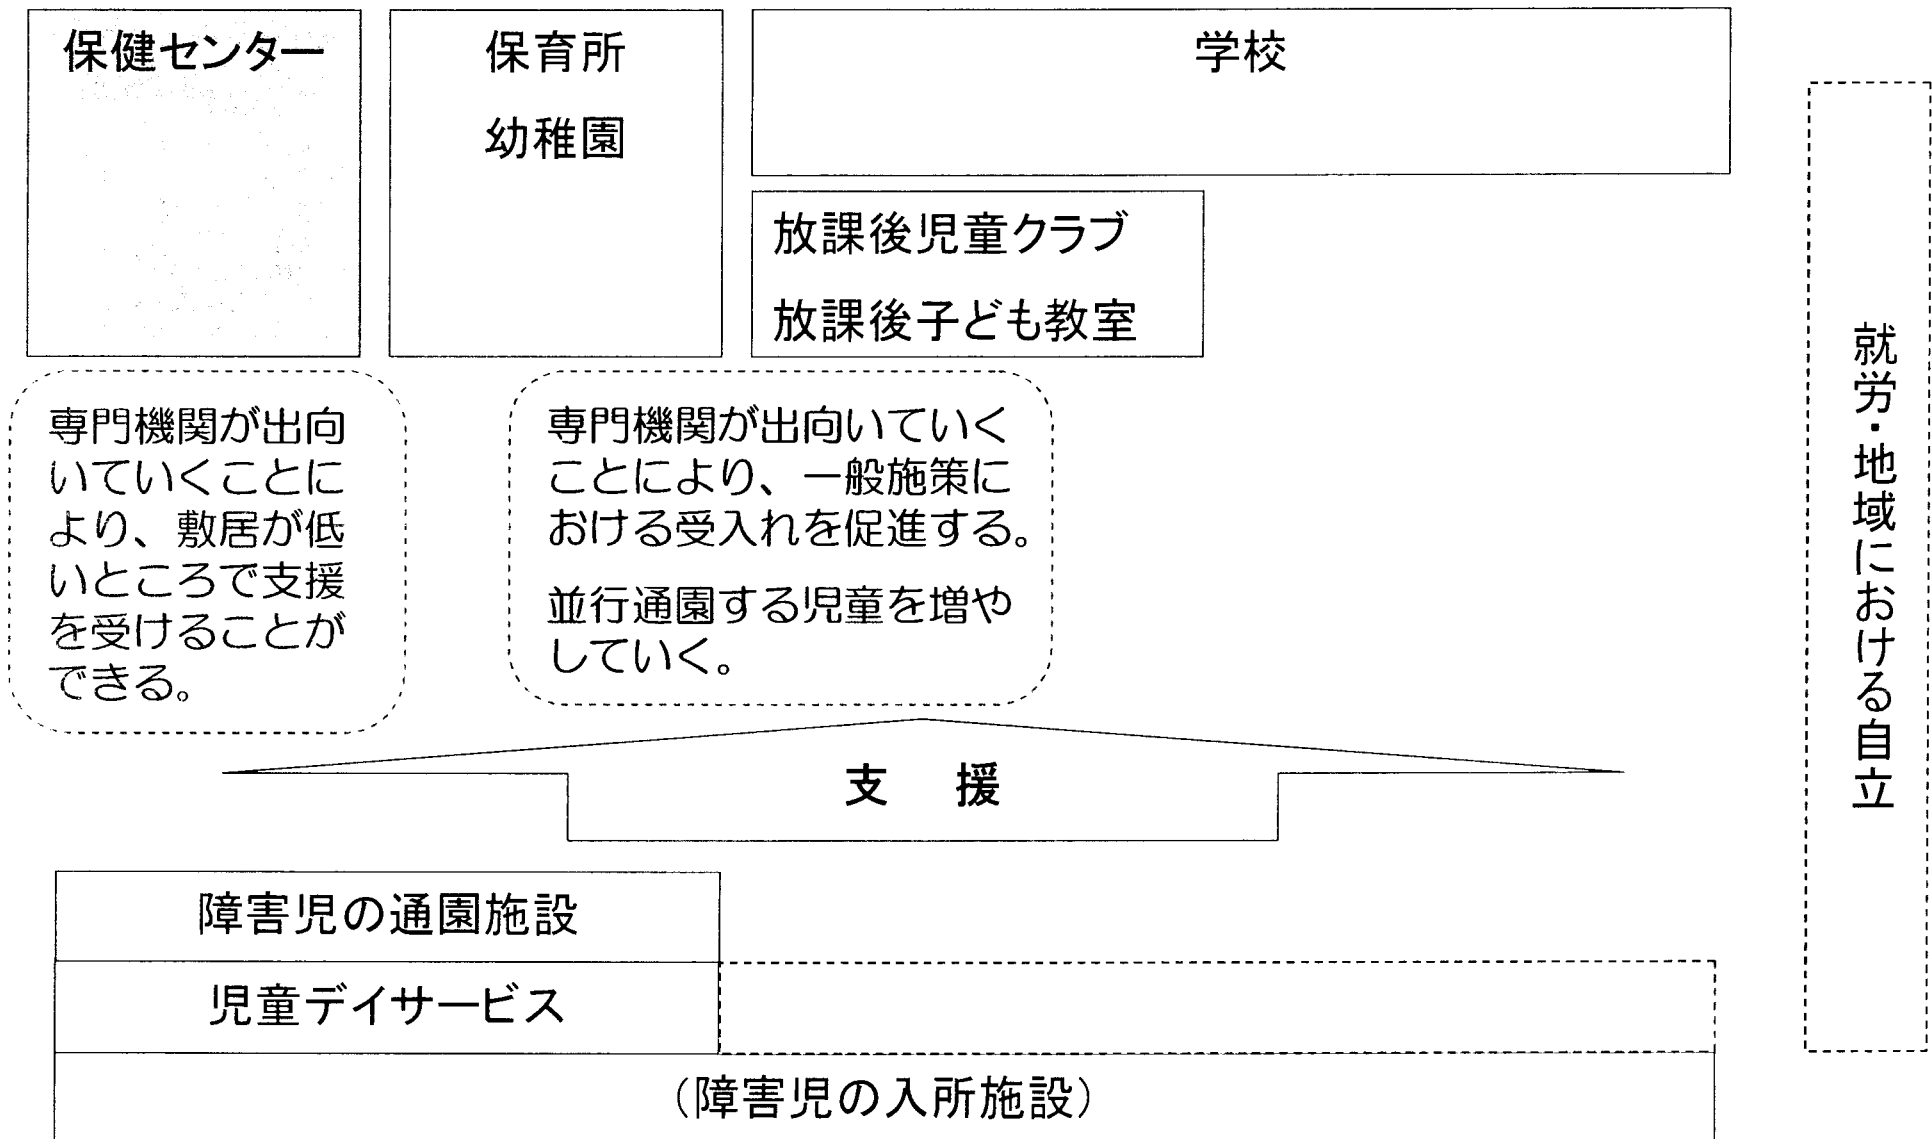 保健センター
保育所
幼稚園
学校
放課後児童クラブ
放課後子ども教室
専門機関が出向
いていくことに
より、敷居が低
いところで支援
を受けることが
できる。
専門機関が出向いていく
ことにより、一般施策に
おける受入れを促進する。
並行通園する児童を増や
していく。
就労・地域における自立
支 援
障害児の通園施設
児童デイサービス
（障害児の入所施設）